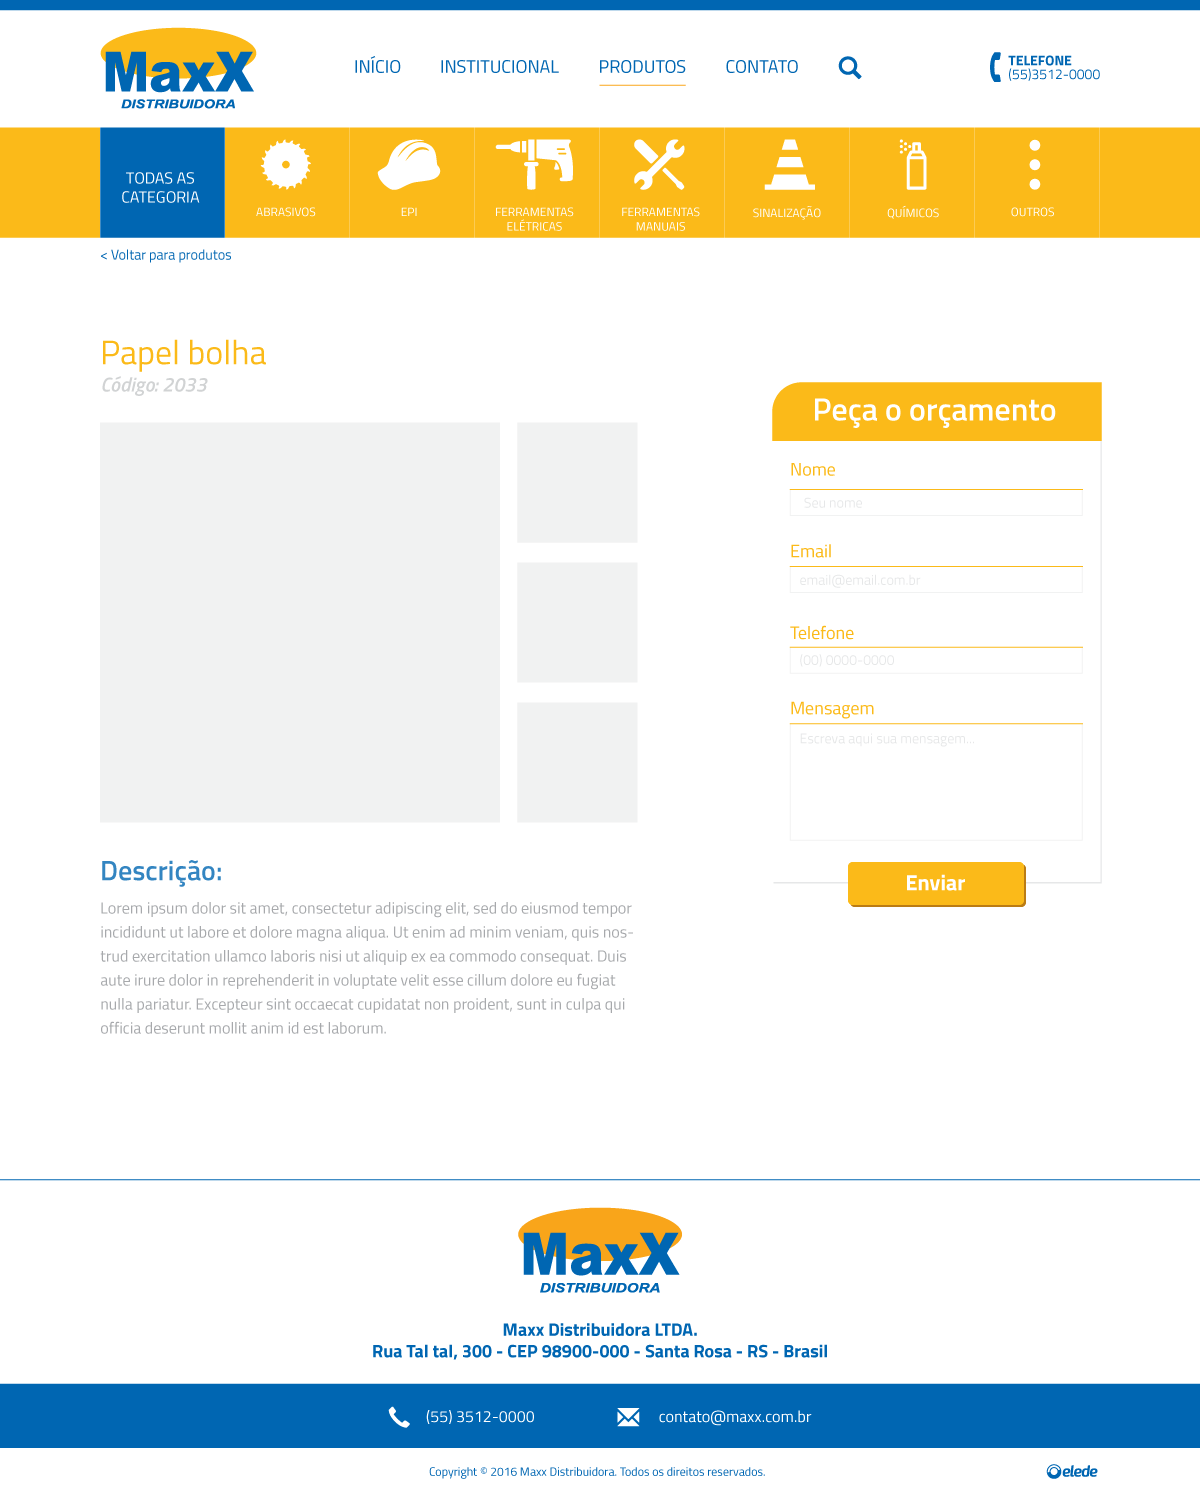 MaxX
DISTRIBUIDORA
INÍCIO
INSTITUCIONAL
PRODUTOS
CONTATO
TELEFONE
(55)3512-0000
TODAS AS
CATEGORIA
ABRASIVOS
EPI
FERRAMENTAS
ELÉTRICAS
FERRAMENTAS
MANUAIS
SINALIZAÇÃO
QUÍMICOS
OUTROS
< Voltar para produtos
Papel bolha
Código: 2033
Peça o orçamento
Nome
Seu nome
Email
email@email.com.br
Telefone
(00) 0000-0000
Mensagem
Escreva aqui sua mensagem...
Enviar
Descrição:
Lorem ipsum dolor sit amet, consectetur adipiscing elit, sed do eiusmod tempor
incididunt ut labore et dolore magna aliqua. Ut enim ad minim veniam, quis nos-
trud exercitation ullamco laboris nisi ut aliquip ex ea commodo consequat. Duis
aute irure dolor in reprehenderit in voluptate velit esse cillum dolore eu fugiat
nulla pariatur. Excepteur sint occaecat cupidatat non proident, sunt in culpa qui
officia deserunt mollit anim id est laborum.
MaxX
DISTRIBUIDORA
Maxx Distribuidora LTDA.
Rua Tal tal, 300 - CEP 98900-000 - Santa Rosa - RS - Brasil
(55) 3512-0000
contato@maxx.com.br
Copyright © 2016 Maxx Distribuidora. Todos os direitos reservados.
elede